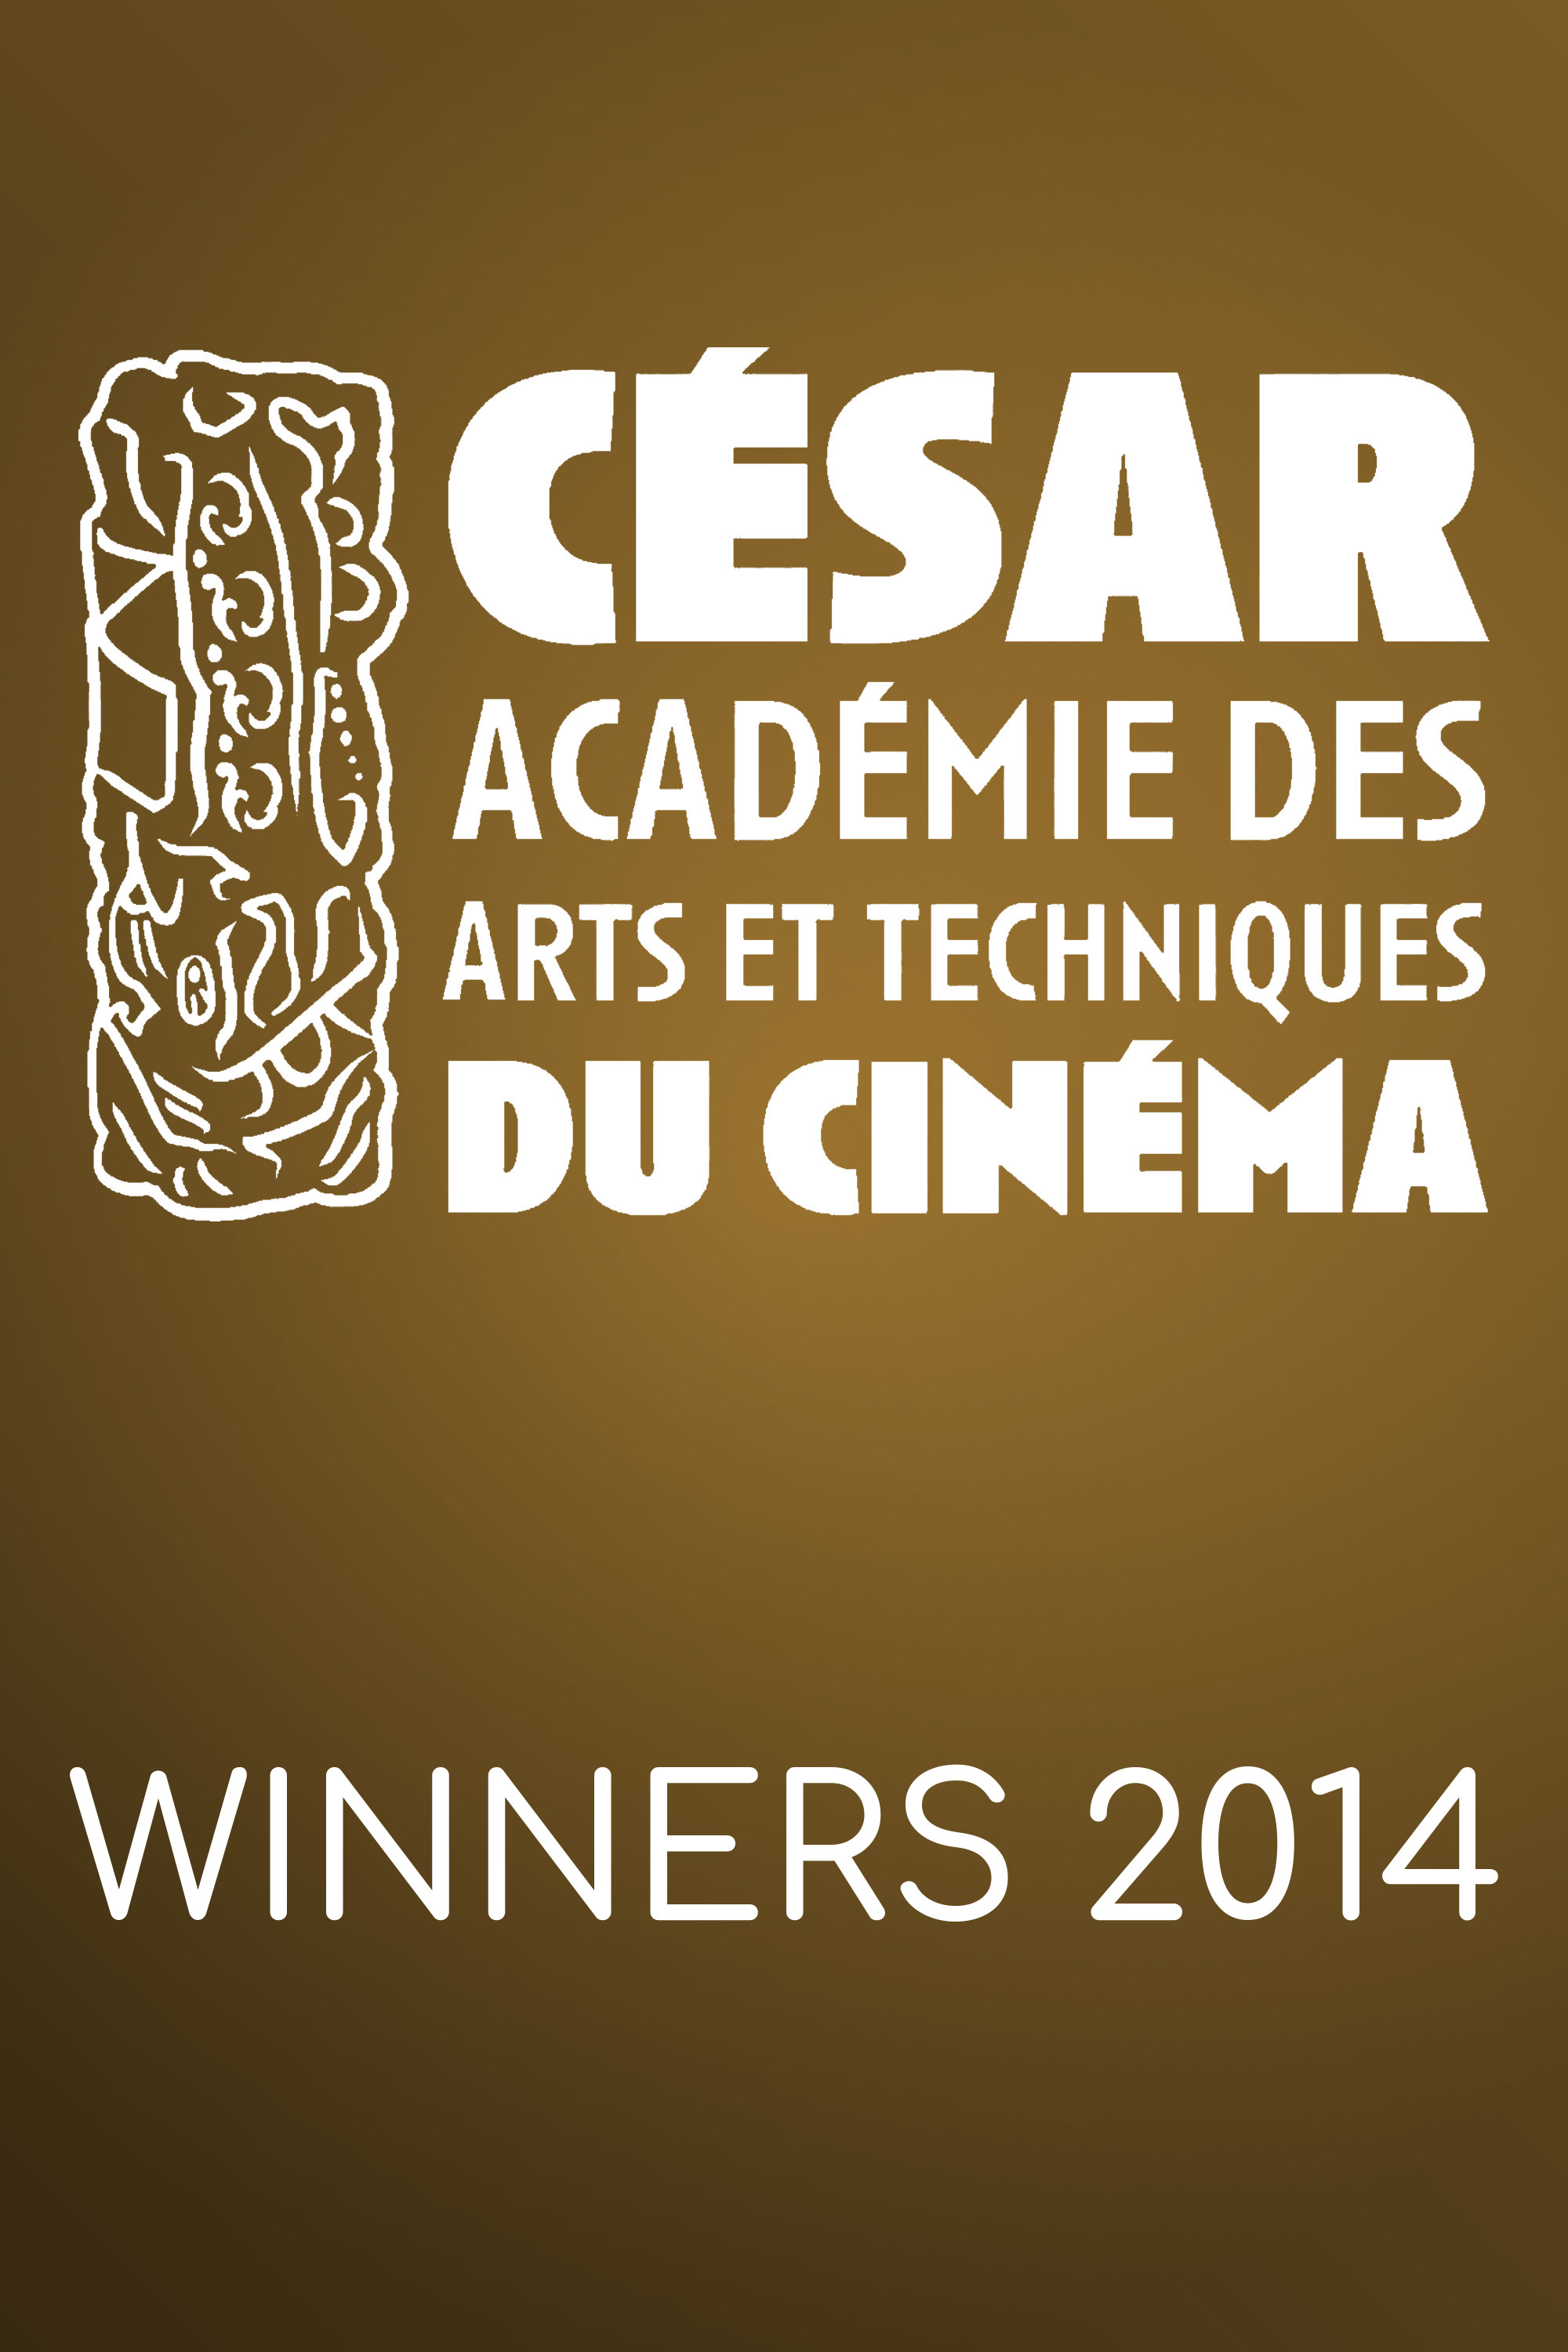 CÉSAR
ACADÉMIE DES
ARTS ET TECHNIQUES
DU CINÉMA
WINNERS 2014